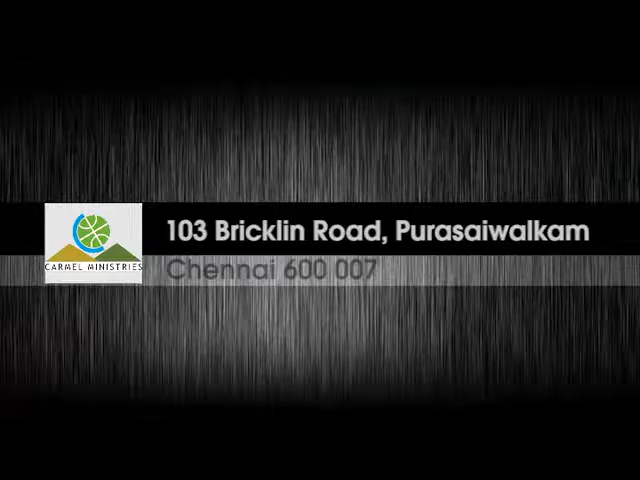 103 Bricklin Road, Purasaiwalkam
CARMEL MINISTRIES
Chennai 600 007